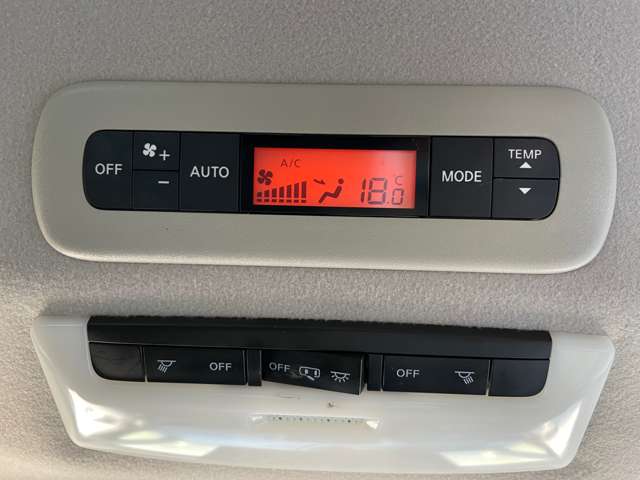 OFF + AUTO A/C 18.0 °C MODE TEMP
−
OFF OFF OFF